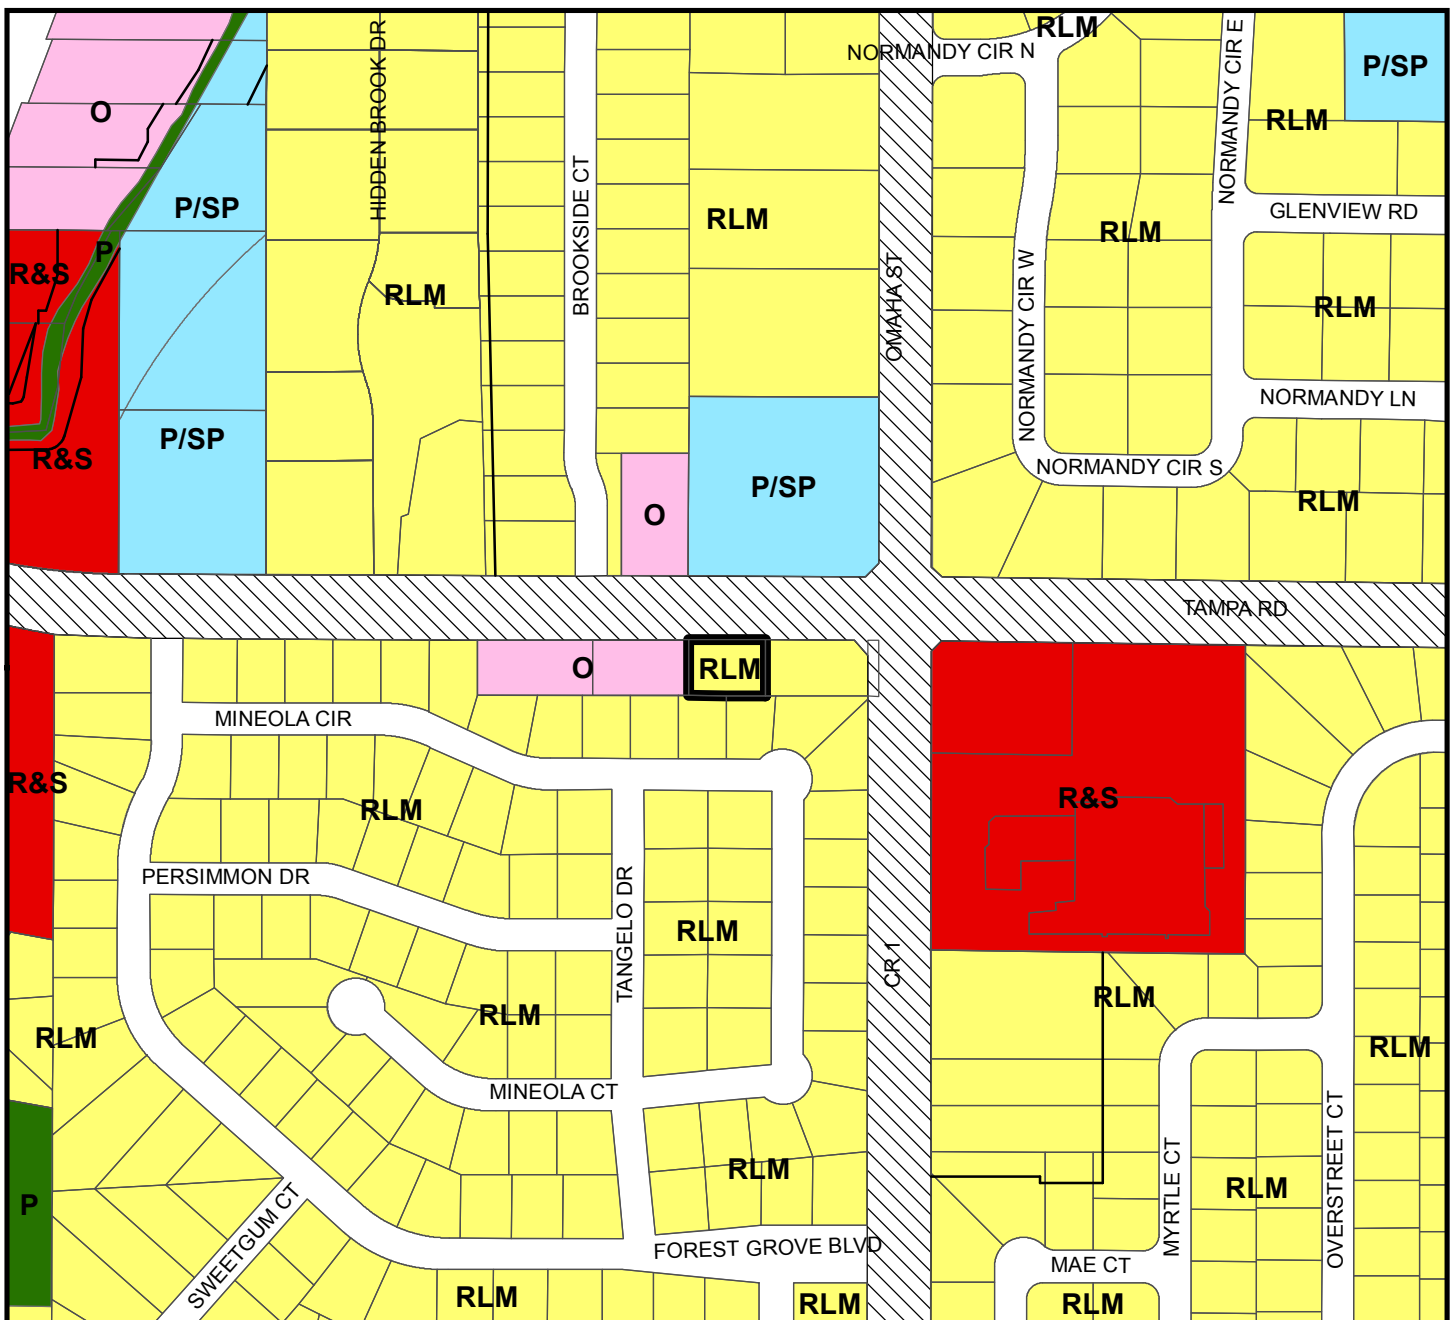 RLM
NORMANDY CIR N
P/SP
HIDDEN BROOK DR
NORMANDY CIR E
O
RLM
BROOKSIDE CT
P/SP
RLM
GLENVIEW RD
RLM
P
R&S
RLM
OMAHA ST
NORMANDY CIR W
RLM
NORMANDY LN
P/SP
R&S
NORMANDY CIR S
P/SP
O
RLM
TAMPA RD
O
RLM
MINEOLA CIR
R&S
RLM
R&S
PERSIMMON DR
TANGELO DR
RLM
CR 1
RLM
RLM
RLM
RLM
MINEOLA CT
RLM
P
RLM
MYRTLE CT
OVERSTREET CT
SWEETGUM CT
FOREST GROVE BLVD
MAE CT
RLM
RLM
RLM